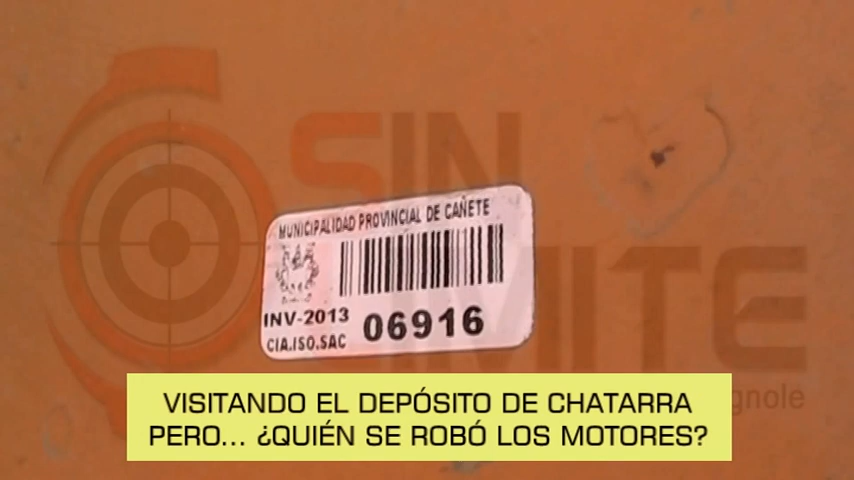 SIN
MITE
gnole
MUNICIPALIDAD PROVINCIAL DE CAÑETE
INV-2013
06916
CIA.ISO.SAC
VISITANDO EL DEPÓSITO DE CHATARRA
PERO... ¿QUIÉN SE ROBÓ LOS MOTORES?